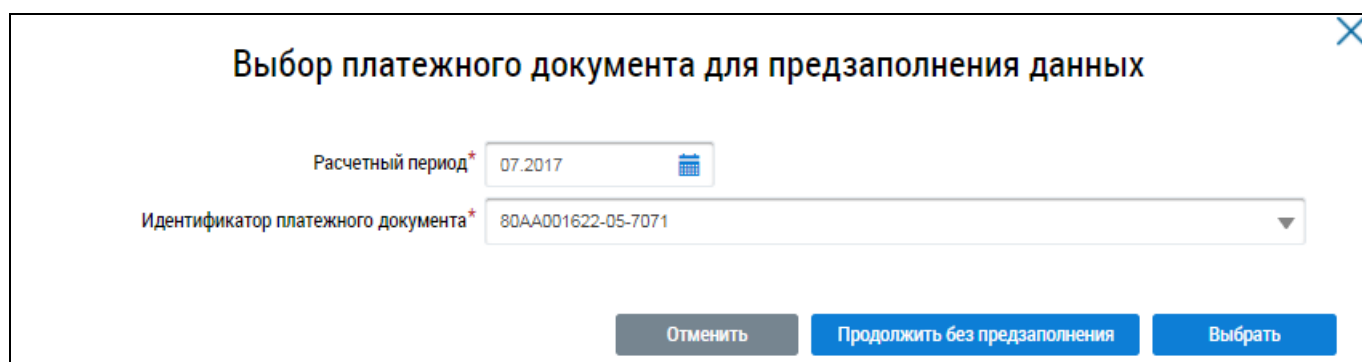 Выбор платежного документа для предзаполнения данных
Расчетный период* 07.2017
Идентификатор платежного документа* 80AA001622-05-7071
Отменить Продолжить без предзаполнения Выбрать